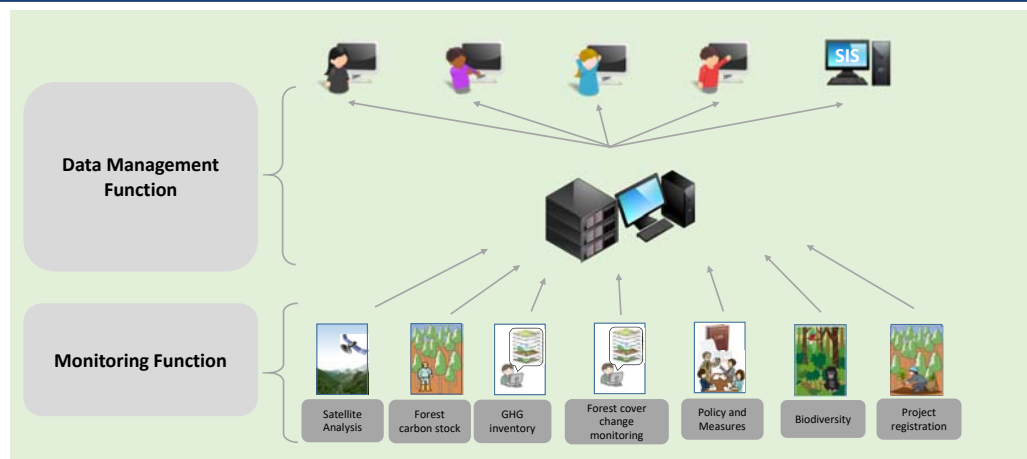 SIS
Data Management
Function
Monitoring Function
Satellite
Analysis
Forest
carbon stock
GHG
inventory
Forest cover
change
monitoring
Policy and
Measures
Biodiversity
Project
registration